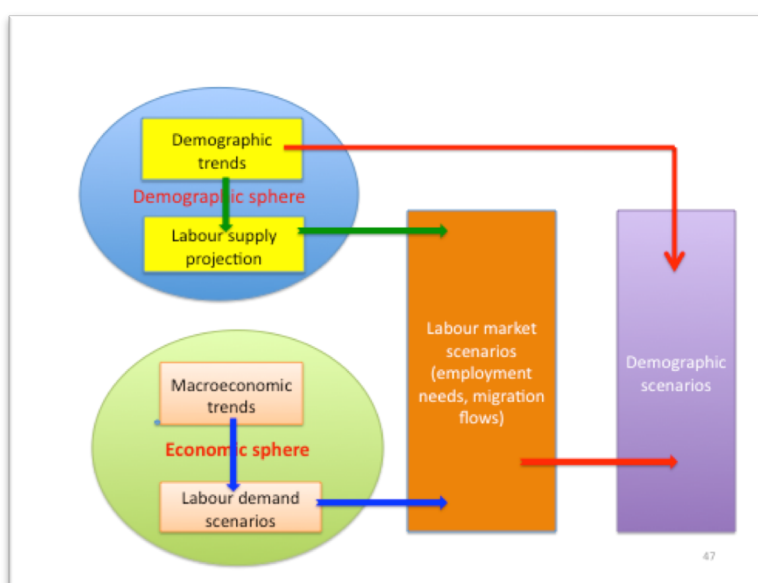 Demographic
trends
Demographic sphere
Labour supply
projection
Macroeconomic
trends
Economic sphere
Labour demand
scenarios
Labour market
scenarios
(employment
needs, migration
flows)
Demographic
scenarios
47